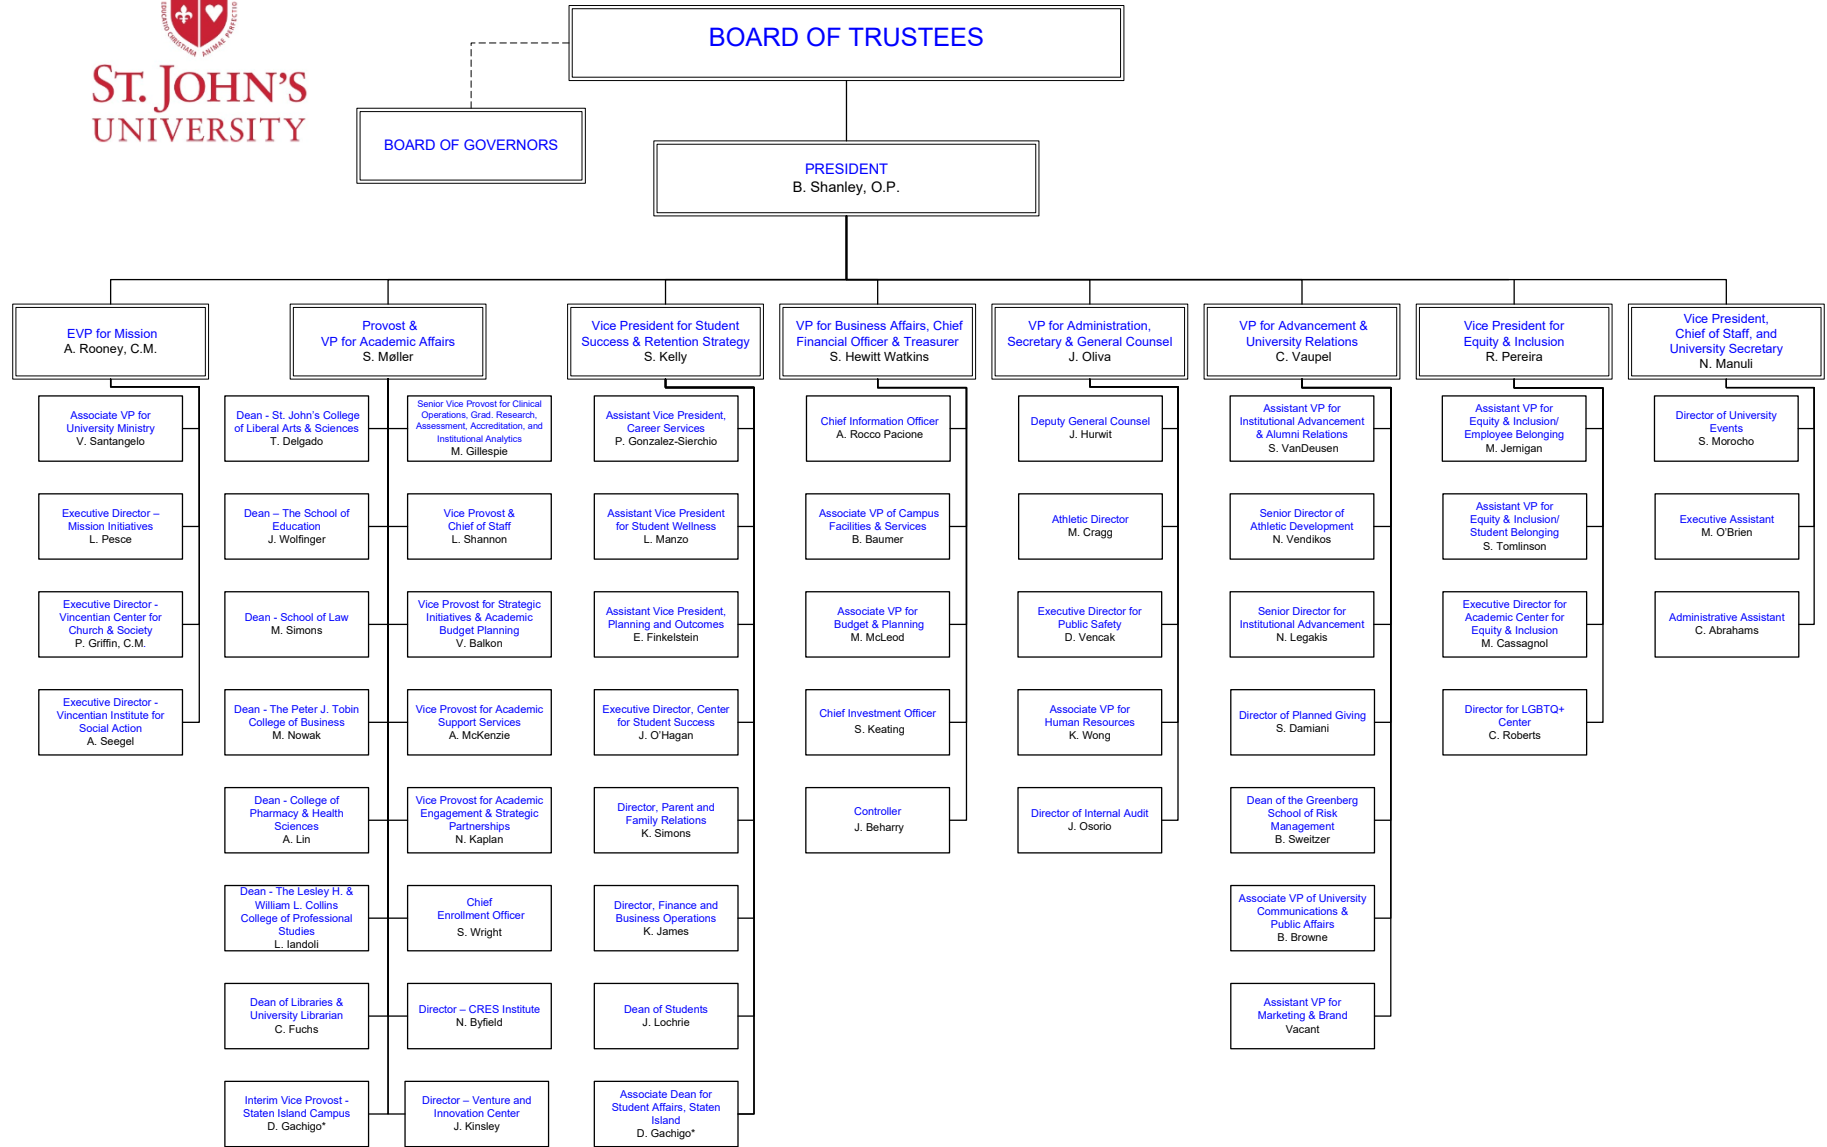 EDUCATIO CHRISTIANA ANIMAE PERFECTIO
ST. JOHN'S
UNIVERSITY
BOARD OF TRUSTEES
BOARD OF GOVERNORS
PRESIDENT
B. Shanley, O.P.
EVP for Mission
A. Rooney, C.M.
Provost &
VP for Academic Affairs
S. Møller
Vice President for Student
Success & Retention Strategy
S. Kelly
VP for Business Affairs, Chief
Financial Officer & Treasurer
S. Hewitt Watkins
VP for Administration,
Secretary & General Counsel
J. Oliva
VP for Advancement &
University Relations
C. Vaupel
Vice President for
Equity & Inclusion
R. Pereira
Vice President,
Chief of Staff, and
University Secretary
N. Manuli
Associate VP for
University Ministry
V. Santangelo
Executive Director –
Mission Initiatives
L. Pesce
Executive Director -
Vincentian Center for
Church & Society
P. Griffin, C.M.
Executive Director -
Vincentian Institute for
Social Action
A. Seegel
Dean - St. John's College
of Liberal Arts & Sciences
T. Delgado
Dean – The School of
Education
J. Wolfinger
Dean - School of Law
M. Simons
Dean - The Peter J. Tobin
College of Business
M. Nowak
Dean - College of
Pharmacy & Health
Sciences
A. Lin
Dean - The Lesley H. &
William L. Collins
College of Professional
Studies
L. Iandoli
Dean of Libraries &
University Librarian
C. Fuchs
Interim Vice Provost -
Staten Island Campus
D. Gachigo*
Senior Vice Provost for Clinical
Operations, Grad. Research,
Assessment, Accreditation, and
Institutional Analytics
M. Gillespie
Vice Provost &
Chief of Staff
L. Shannon
Vice Provost for Strategic
Initiatives & Academic
Budget Planning
V. Balkon
Vice Provost for Academic
Support Services
A. McKenzie
Vice Provost for Academic
Engagement & Strategic
Partnerships
N. Kaplan
Chief
Enrollment Officer
S. Wright
Director – CRES Institute
N. Byfield
Director – Venture and
Innovation Center
J. Kinsley
Assistant Vice President,
Career Services
P. Gonzalez-Sierchio
Assistant Vice President
for Student Wellness
L. Manzo
Assistant Vice President,
Planning and Outcomes
E. Finkelstein
Executive Director, Center
for Student Success
J. O'Hagan
Director, Parent and
Family Relations
K. Simons
Director, Finance and
Business Operations
K. James
Dean of Students
J. Lochrie
Associate Dean for
Student Affairs, Staten
Island
D. Gachigo*
Chief Information Officer
A. Rocco Pacione
Associate VP of Campus
Facilities & Services
B. Baumer
Associate VP for
Budget & Planning
M. McLeod
Chief Investment Officer
S. Keating
Controller
J. Beharry
Deputy General Counsel
J. Hurwit
Athletic Director
M. Cragg
Executive Director for
Public Safety
D. Vencak
Associate VP for
Human Resources
K. Wong
Director of Internal Audit
J. Osorio
Assistant VP for
Institutional Advancement
& Alumni Relations
S. VanDeusen
Senior Director of
Athletic Development
N. Vendikos
Senior Director for
Institutional Advancement
N. Legakis
Director of Planned Giving
S. Damiani
Dean of the Greenberg
School of Risk
Management
B. Sweitzer
Associate VP of University
Communications &
Public Affairs
B. Browne
Assistant VP for
Marketing & Brand
Vacant
Assistant VP for
Equity & Inclusion/
Employee Belonging
M. Jernigan
Assistant VP for
Equity & Inclusion/
Student Belonging
S. Tomlinson
Executive Director for
Academic Center for
Equity & Inclusion
M. Cassagnol
Director for LGBTQ+
Center
C. Roberts
Director of University
Events
S. Morocho
Executive Assistant
M. O'Brien
Administrative Assistant
C. Abrahams